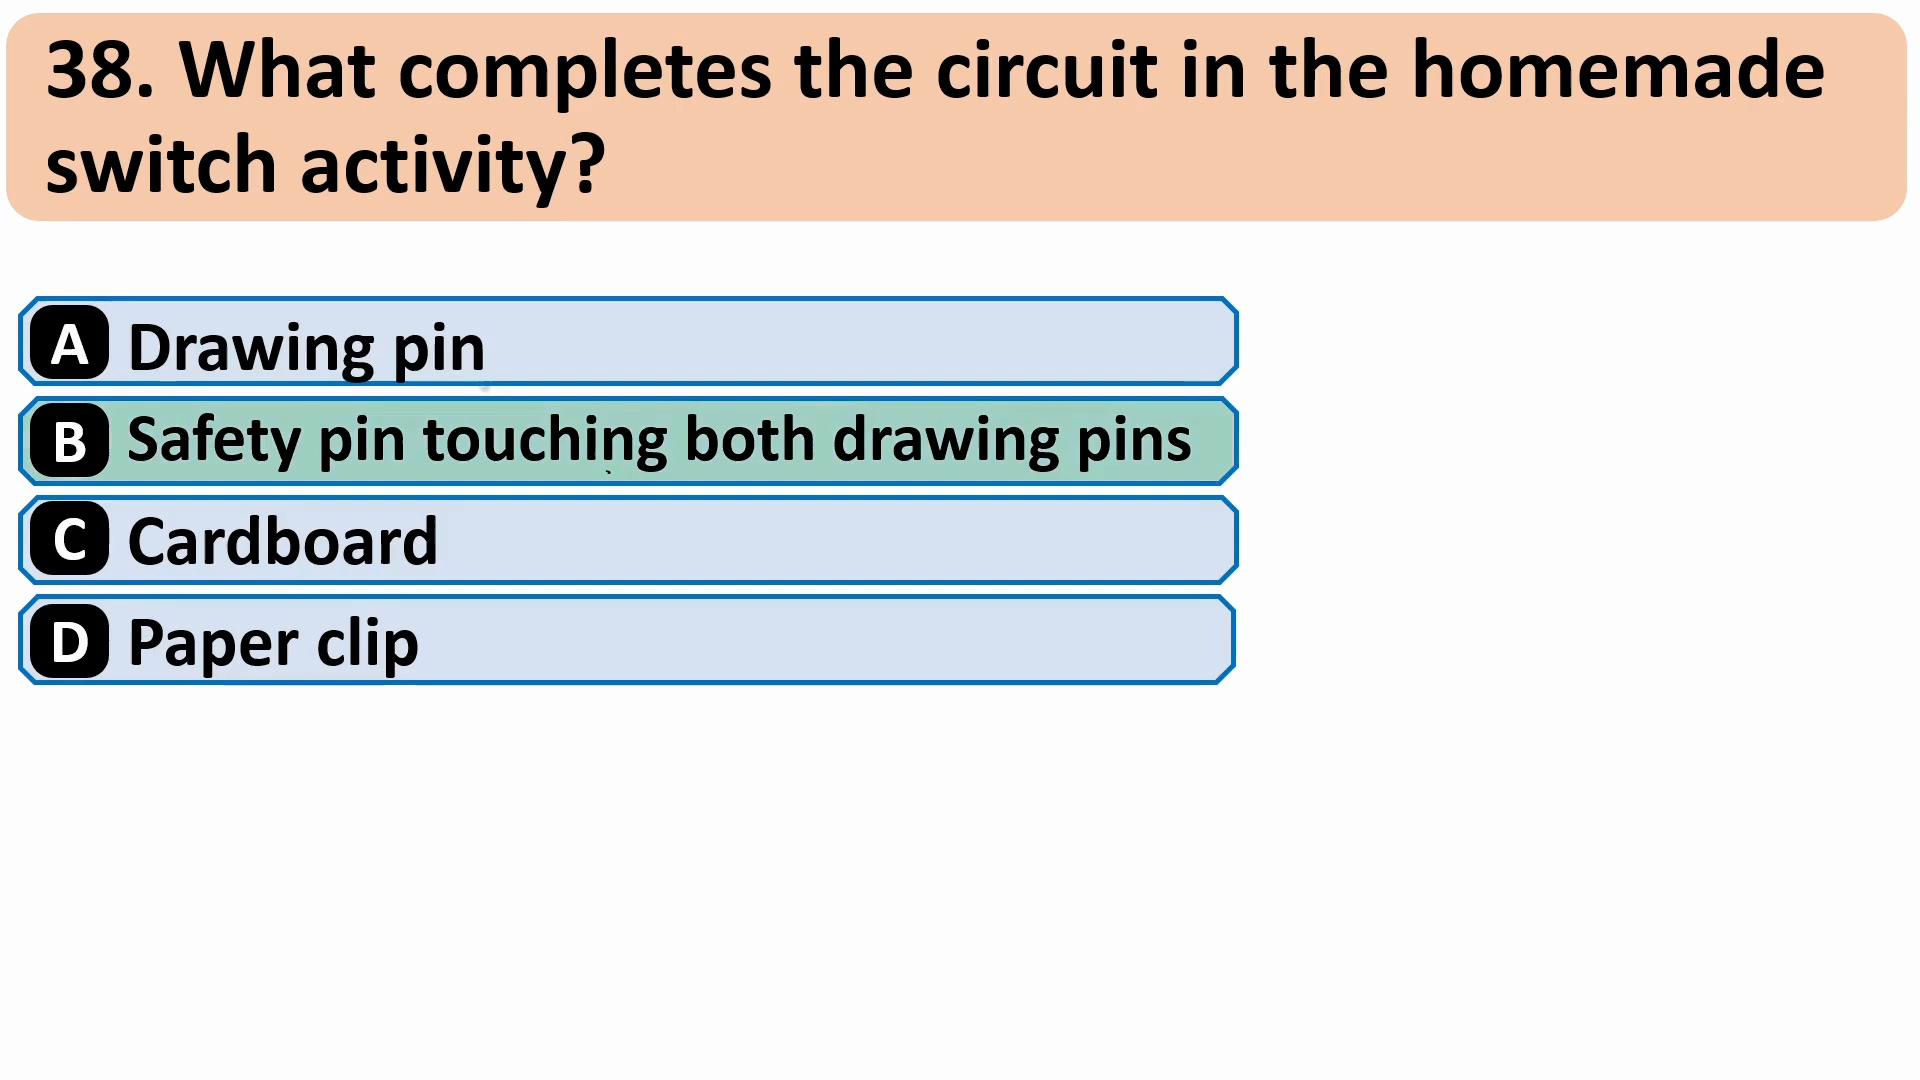 38. What completes the circuit in the homemade
switch activity?
A Drawing pin
B Safety pin touching both drawing pins
C Cardboard
D Paper clip